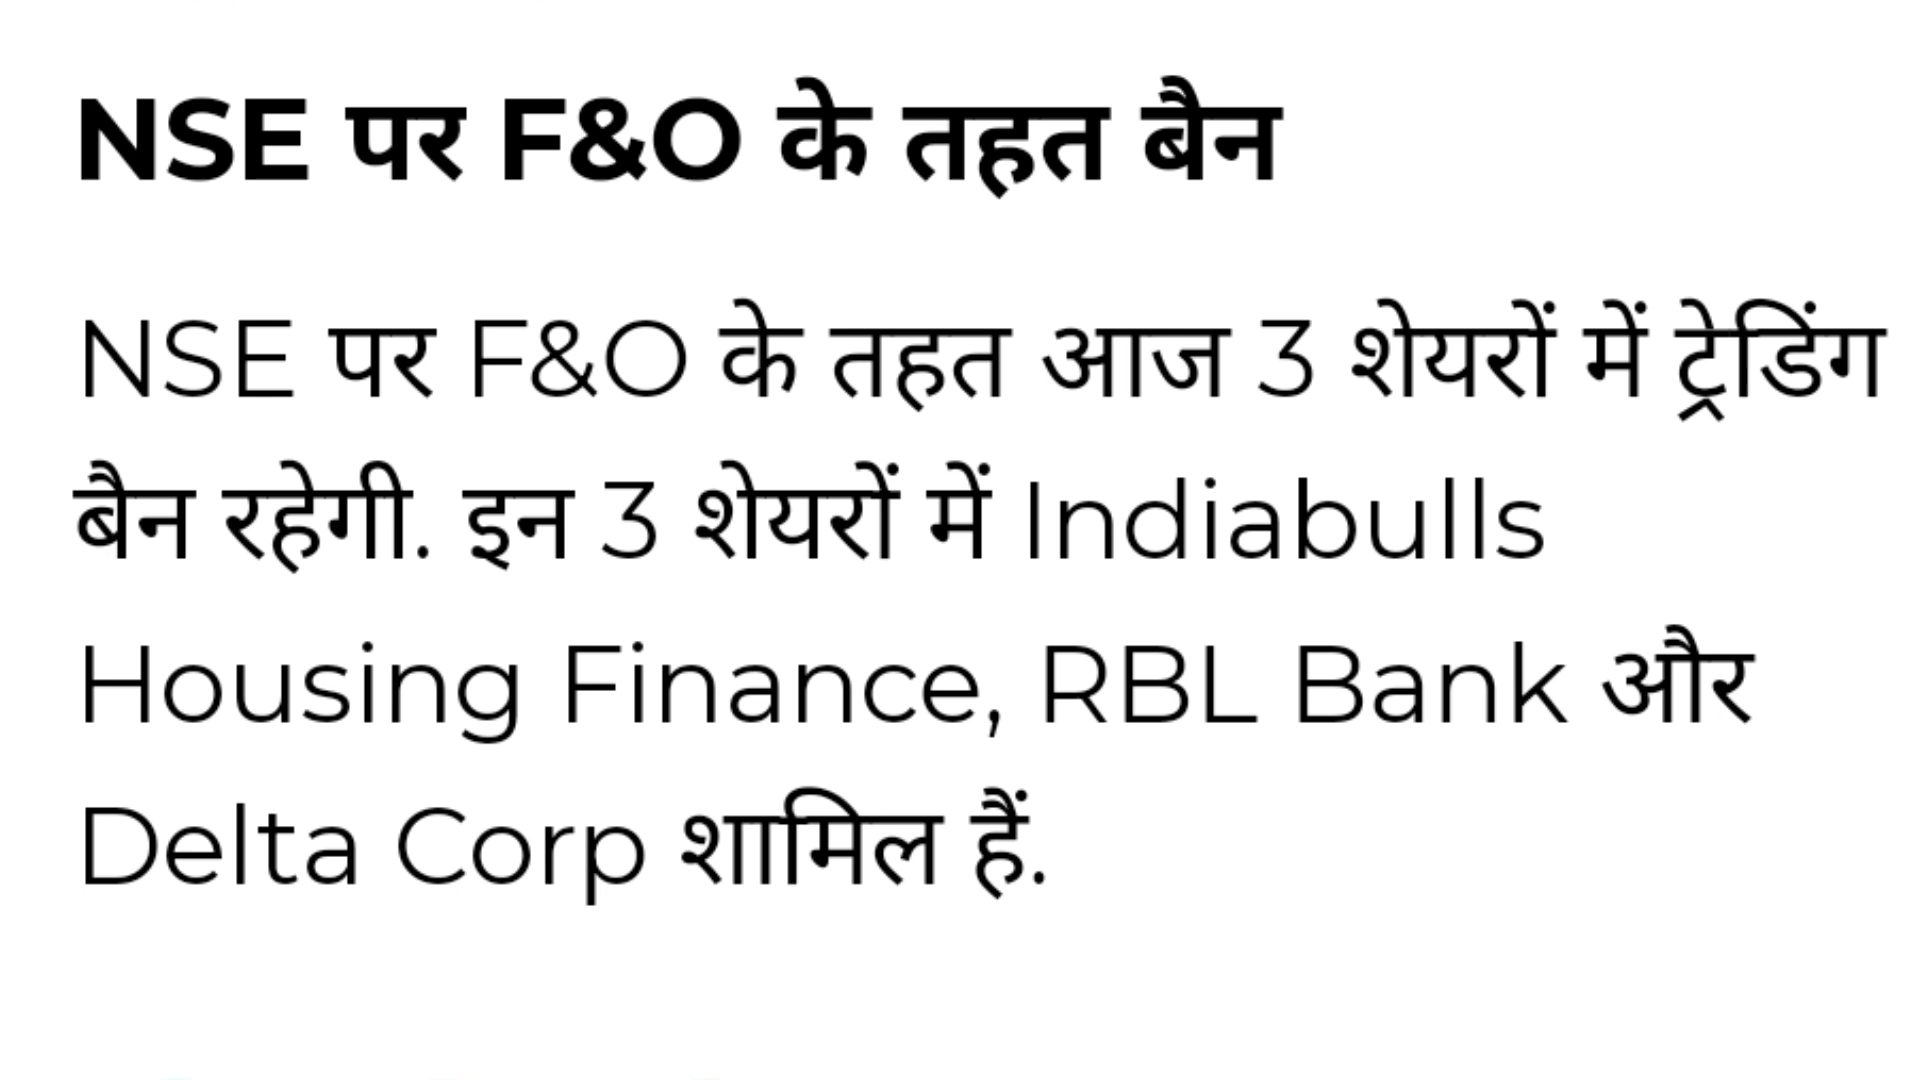 NSE पर F&O के तहत बैन
NSE पर F&O के तहत आज 3 शेयरों में ट्रेडिंग
बैन रहेगी. इन 3 शेयरों में Indiabulls
Housing Finance, RBL Bank और
Delta Corp शामिल हैं.